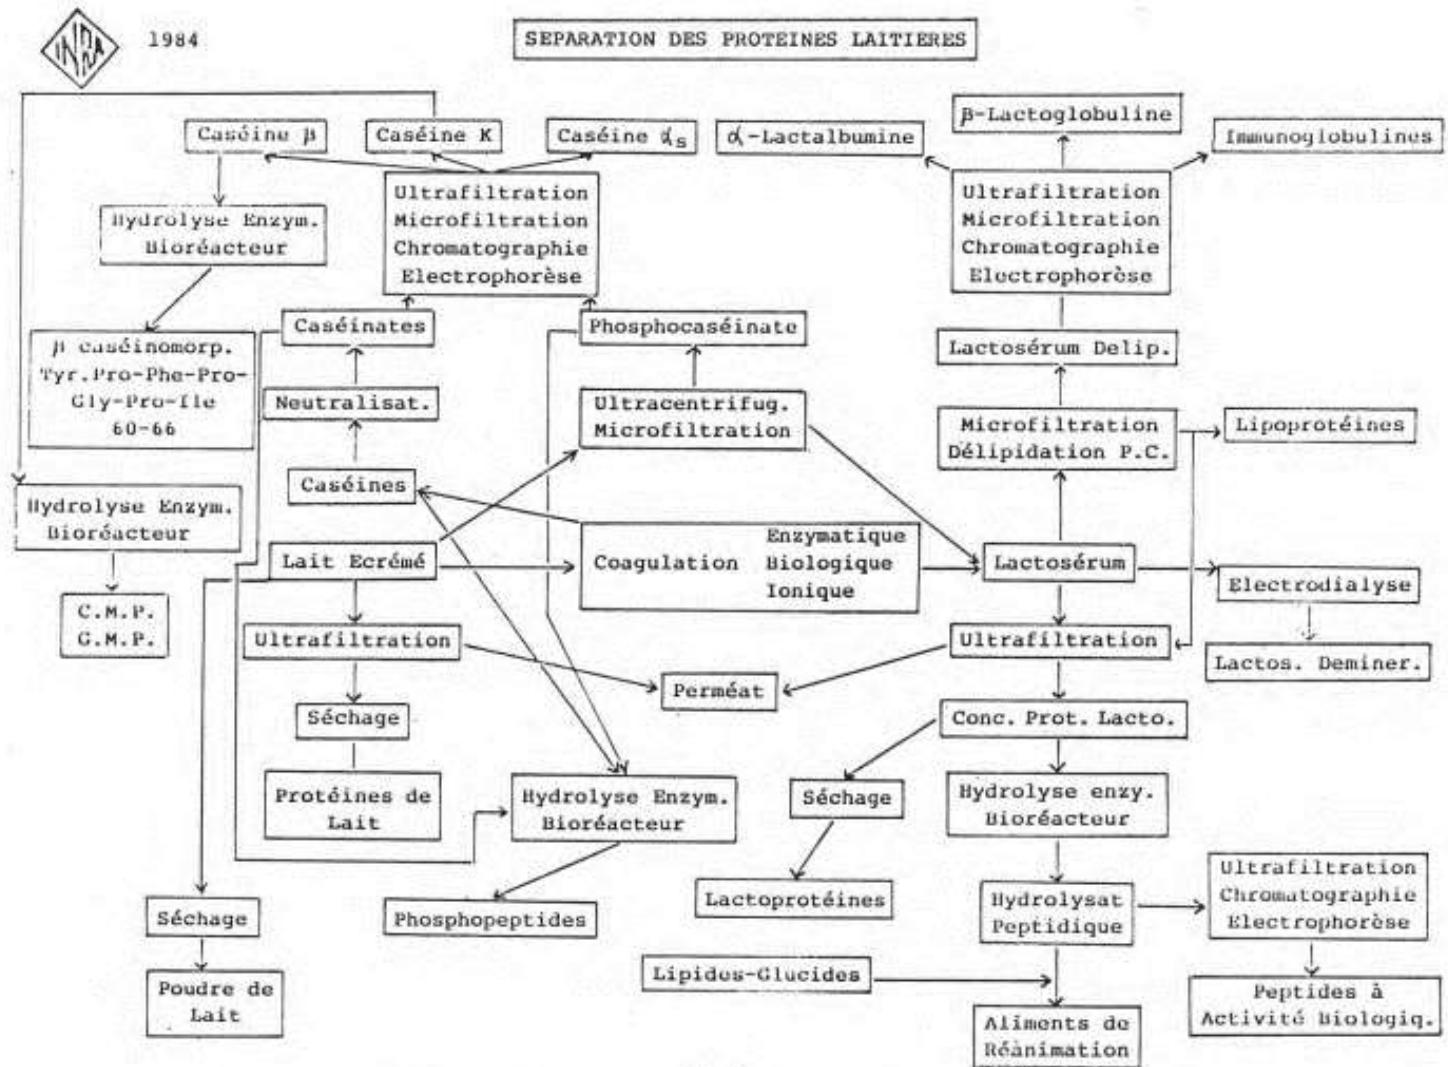 INRA
1984
SEPARATION DES PROTEINES LAITIERES
Caséine β
Caséine K
Caséine αs
α-Lactalbumine
β-Lactoglobuline
Immunoglobulines
Ultrafiltration
Microfiltration
Chromatographie
Electrophorèse
Ultrafiltration
Microfiltration
Chromatographie
Electrophorèse
Hydrolyse Enzym.
Bioréacteur
β caséinomorp.
Tyr.Pro-Phe-Pro-
Gly-Pro-Ile
60-66
Caséinates
Phosphocaséinate
Lactosérum Delip.
Neutralisat.
Ultracentrifug.
Microfiltration
Microfiltration
Délipidation P.C.
Lipoprotéines
Caséines
Hydrolyse Enzym.
Bioréacteur
Lait Ecrémé
Coagulation
Enzymatique
Biologique
Ionique
Lactosérum
Electrodialyse
C.M.P.
G.M.P.
Ultrafiltration
Ultrafiltration
Lactos. Deminer.
Perméat
Séchage
Conc. Prot. Lacto.
Protéines de
Lait
Hydrolyse Enzym.
Bioréacteur
Séchage
Hydrolyse enzy.
Bioréacteur
Séchage
Phosphopeptides
Lactoprotéines
Hydrolysat
Peptidique
Ultrafiltration
Chromatographie
Electrophorèse
Poudre de
Lait
Lipides-Glucides
Aliments de
Réanimation
Peptides à
Activité Biologiq.